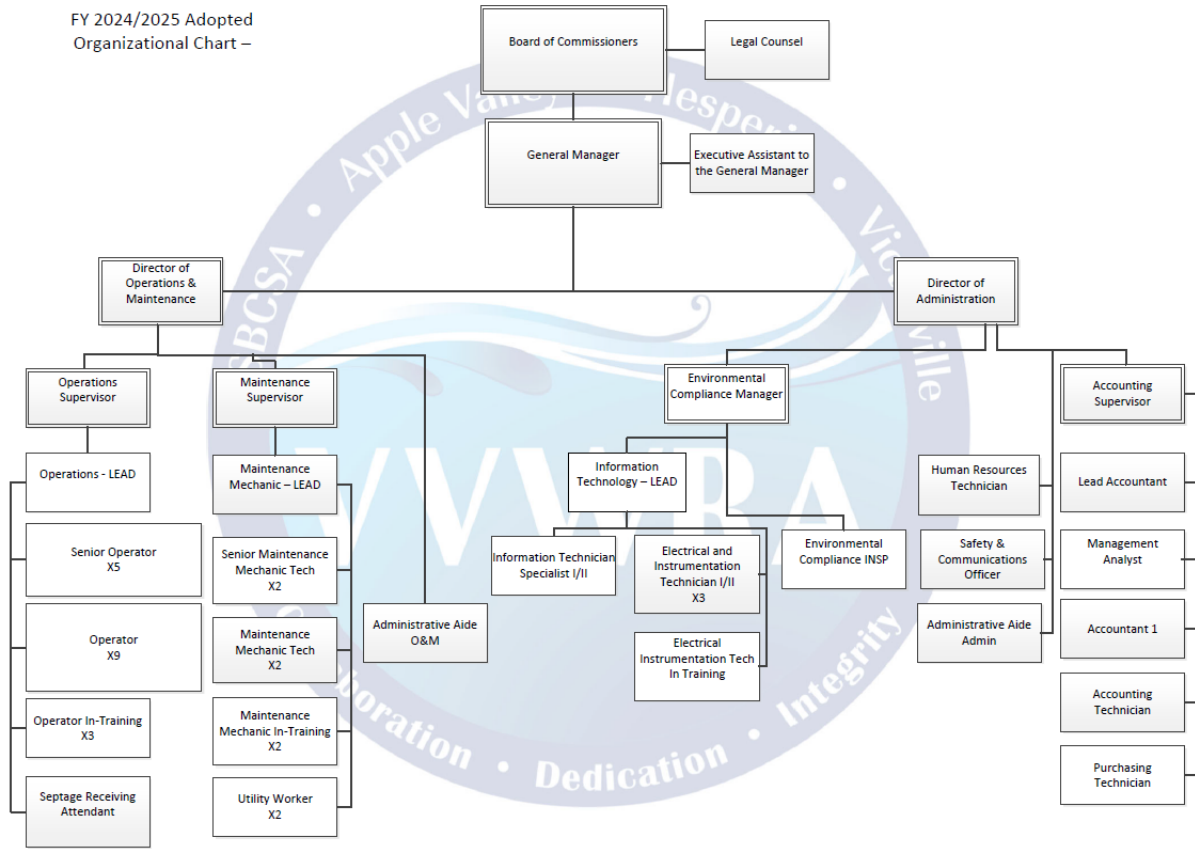 FY 2024/2025 Adopted
Organizational Chart –
Board of Commissioners
Legal Counsel
General Manager
Executive Assistant to
the General Manager
Director of
Operations &
Maintenance
Director of
Administration
Operations
Supervisor
Maintenance
Supervisor
Environmental
Compliance Manager
Accounting
Supervisor
Operations - LEAD
Maintenance
Mechanic – LEAD
Information
Technology – LEAD
Human Resources
Technician
Lead Accountant
Senior Operator
X5
Senior Maintenance
Mechanic Tech
X2
Information Technician
Specialist I/II
Electrical and
Instrumentation
Technician I/II
X3
Environmental
Compliance INSP
Safety &
Communications
Officer
Management
Analyst
Operator
X9
Maintenance
Mechanic Tech
X2
Administrative Aide
O&M
Electrical
Instrumentation Tech
In Training
Administrative Aide
Admin
Accountant 1
Operator In-Training
X3
Maintenance
Mechanic In-Training
X2
Accounting
Technician
Septage Receiving
Attendant
Utility Worker
X2
Purchasing
Technician
Apple Valley
VVWRA
Dedication • Integrity